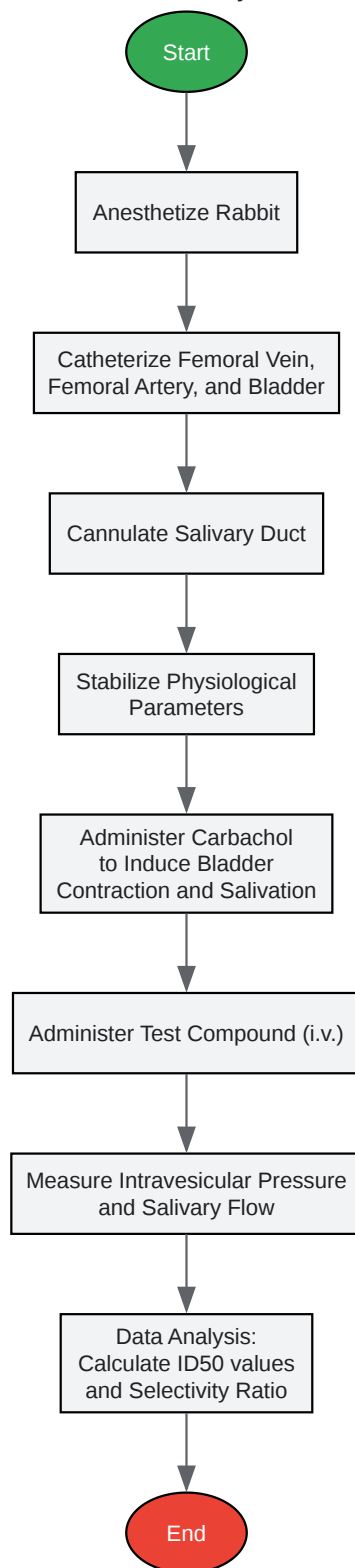 Start
Anesthetize Rabbit
Catheterize Femoral Vein,
Femoral Artery, and Bladder
Cannulate Salivary Duct
Stabilize Physiological
Parameters
Administer Carbachol
to Induce Bladder
Contraction and Salivation
Administer Test Compound (i.v.)
Measure Intravesicular Pressure
and Salivary Flow
Data Analysis:
Calculate ID50 values
and Selectivity Ratio
End